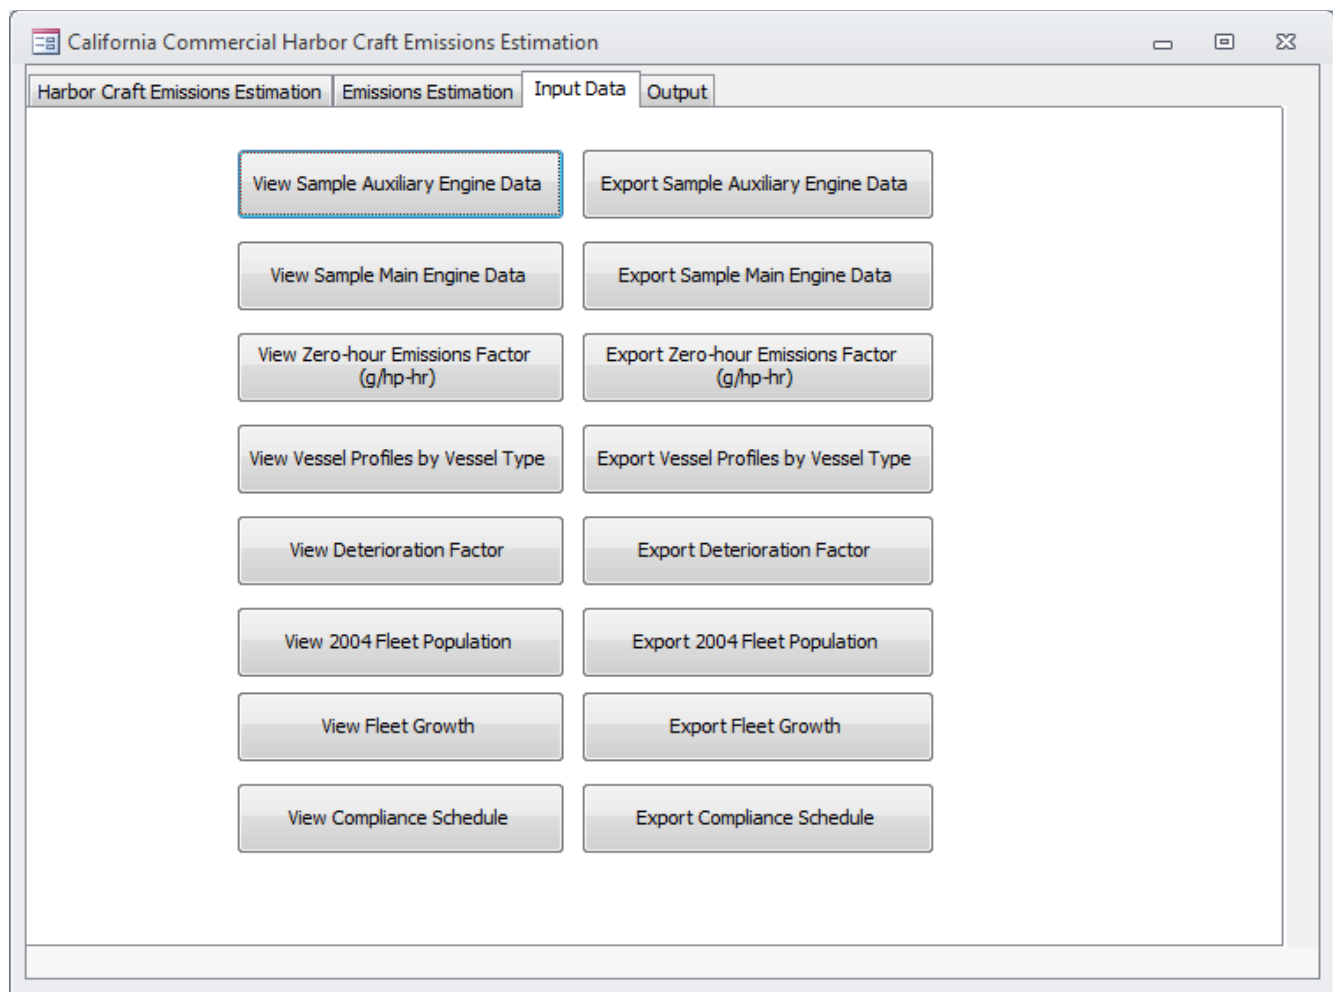 California Commercial Harbor Craft Emissions Estimation
Harbor Craft Emissions Estimation
Emissions Estimation
Input Data
Output
View Sample Auxiliary Engine Data
Export Sample Auxiliary Engine Data
View Sample Main Engine Data
Export Sample Main Engine Data
View Zero-hour Emissions Factor
(g/hp-hr)
Export Zero-hour Emissions Factor
(g/hp-hr)
View Vessel Profiles by Vessel Type
Export Vessel Profiles by Vessel Type
View Deterioration Factor
Export Deterioration Factor
View 2004 Fleet Population
Export 2004 Fleet Population
View Fleet Growth
Export Fleet Growth
View Compliance Schedule
Export Compliance Schedule